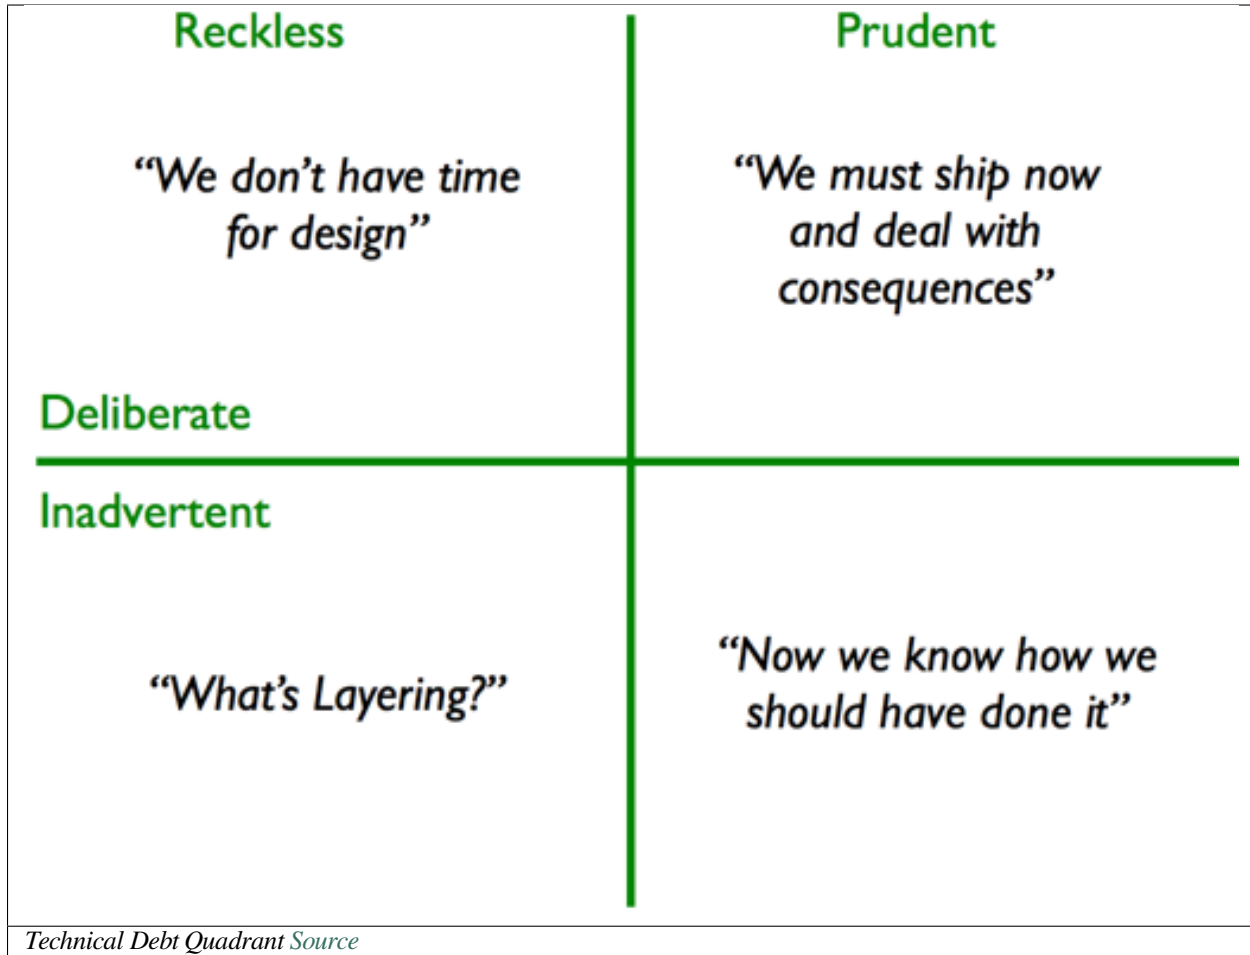 Reckless
Prudent
“We don’t have time
for design”
“We must ship now
and deal with
consequences”
Deliberate
Inadvertent
“What’s Layering?”
“Now we know how we
should have done it”
Technical Debt Quadrant Source